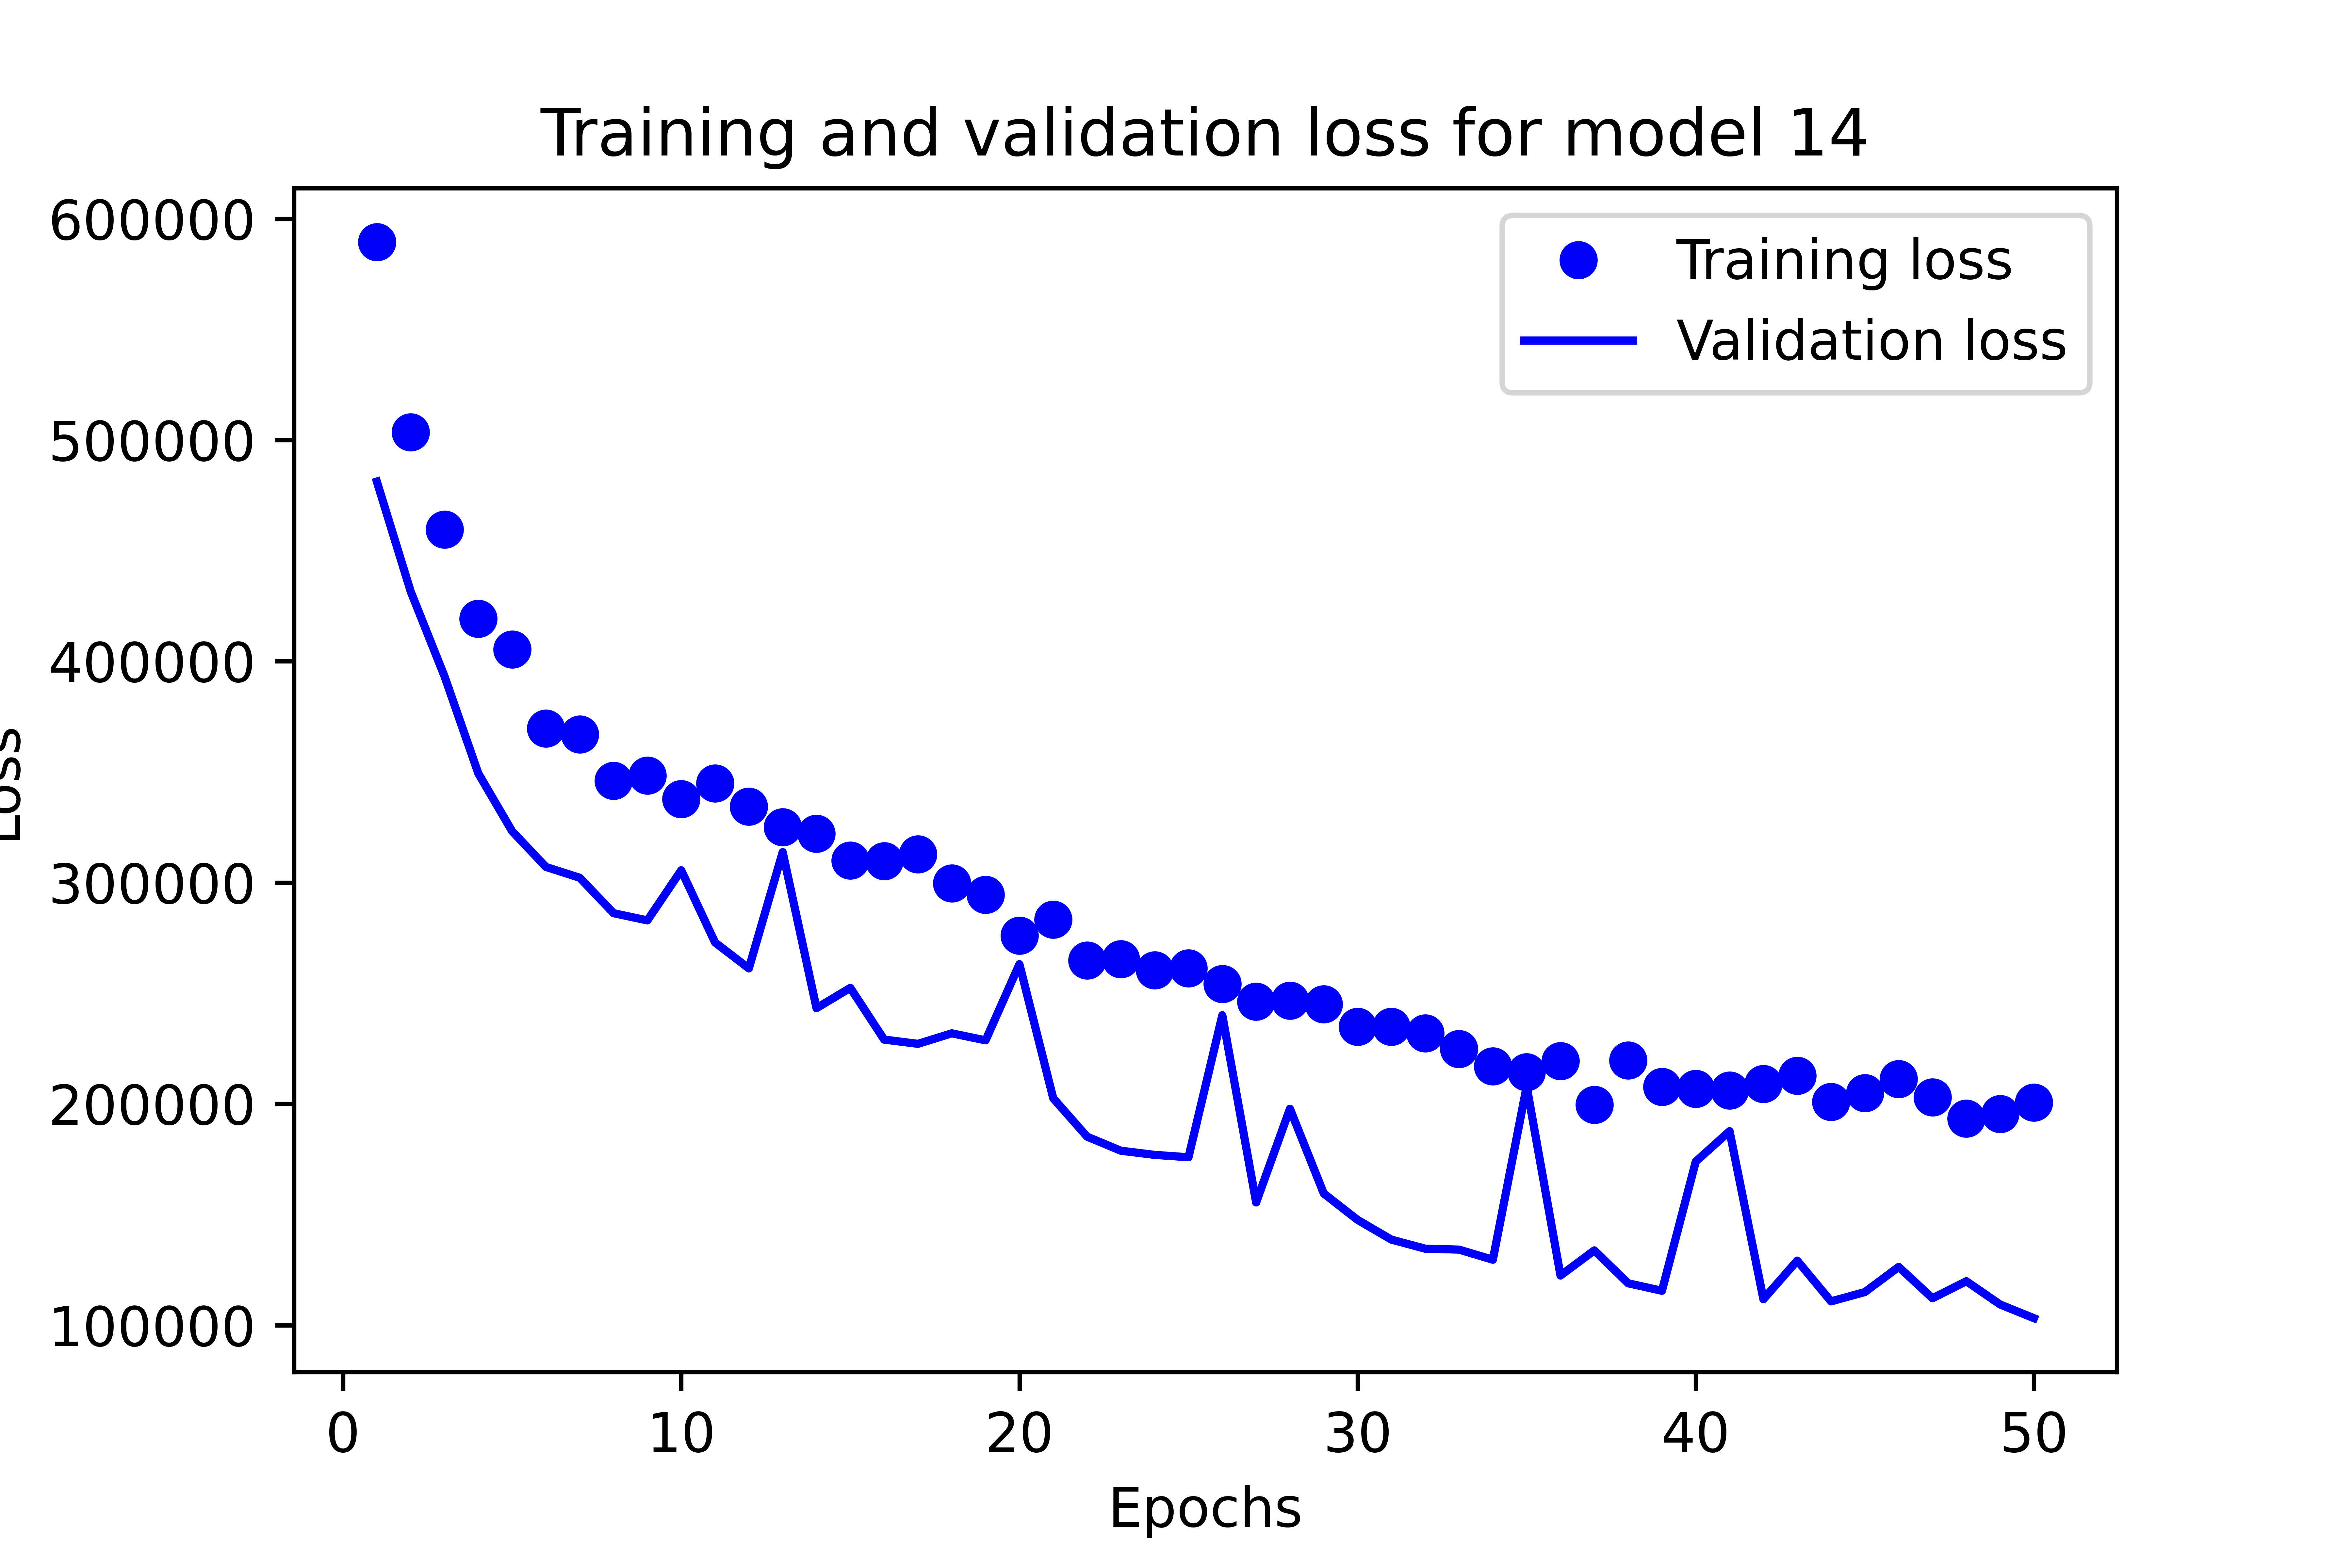 Training and validation loss for model 14
600000
500000
400000
300000
200000
100000
Loss
Training loss
Validation loss
0 10 20 30 40 50
Epochs